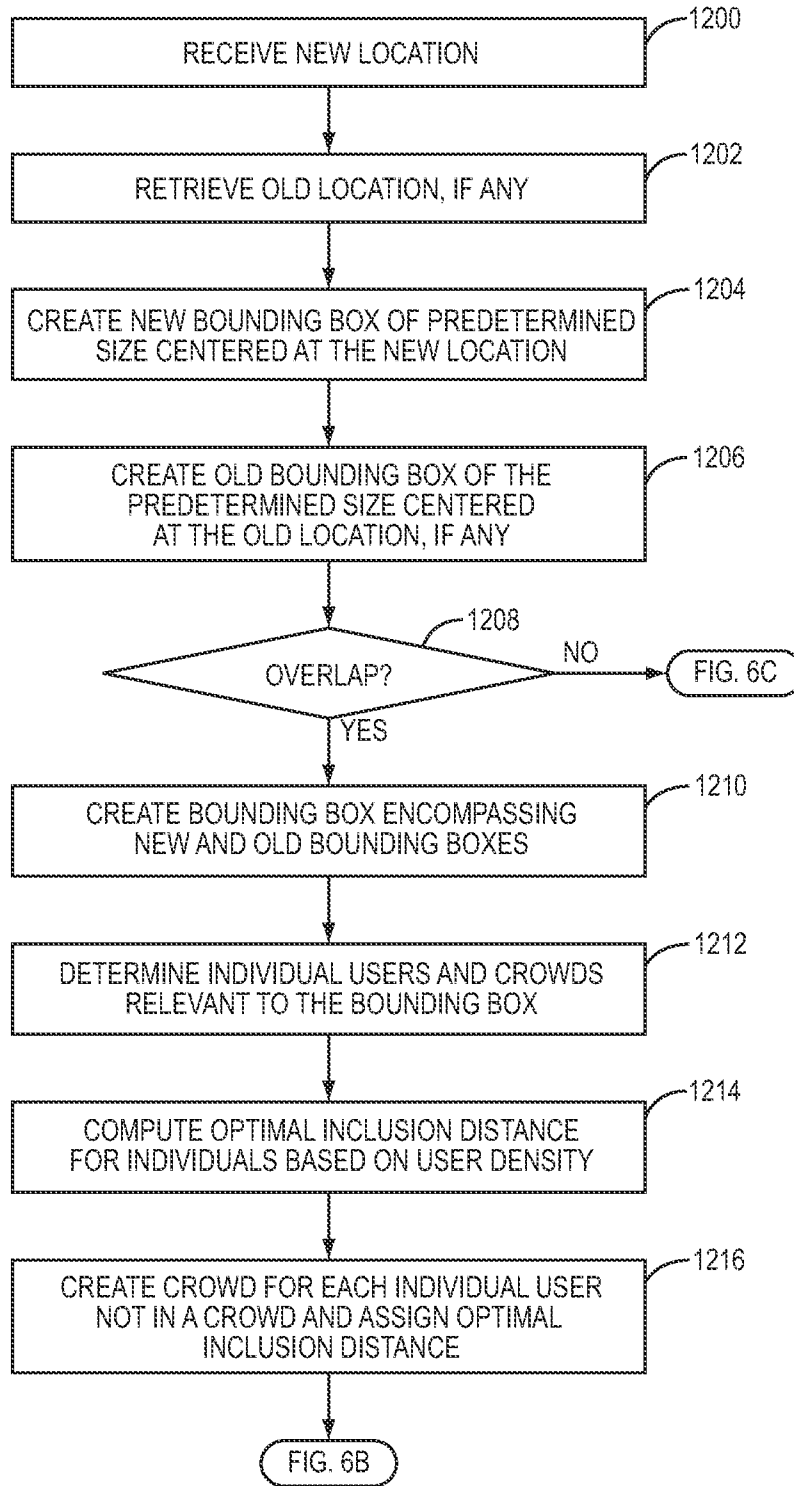 1200
RECEIVE NEW LOCATION
1202
RETRIEVE OLD LOCATION, IF ANY
1204
CREATE NEW BOUNDING BOX OF PREDETERMINED
SIZE CENTERED AT THE NEW LOCATION
1206
CREATE OLD BOUNDING BOX OF THE
PREDETERMINED SIZE CENTERED
AT THE OLD LOCATION, IF ANY
1208
OVERLAP?
NO
FIG. 6C
YES
1210
CREATE BOUNDING BOX ENCOMPASSING
NEW AND OLD BOUNDING BOXES
1212
DETERMINE INDIVIDUAL USERS AND CROWDS
RELEVANT TO THE BOUNDING BOX
1214
COMPUTE OPTIMAL INCLUSION DISTANCE
FOR INDIVIDUALS BASED ON USER DENSITY
1216
CREATE CROWD FOR EACH INDIVIDUAL USER
NOT IN A CROWD AND ASSIGN OPTIMAL
INCLUSION DISTANCE
FIG. 6B